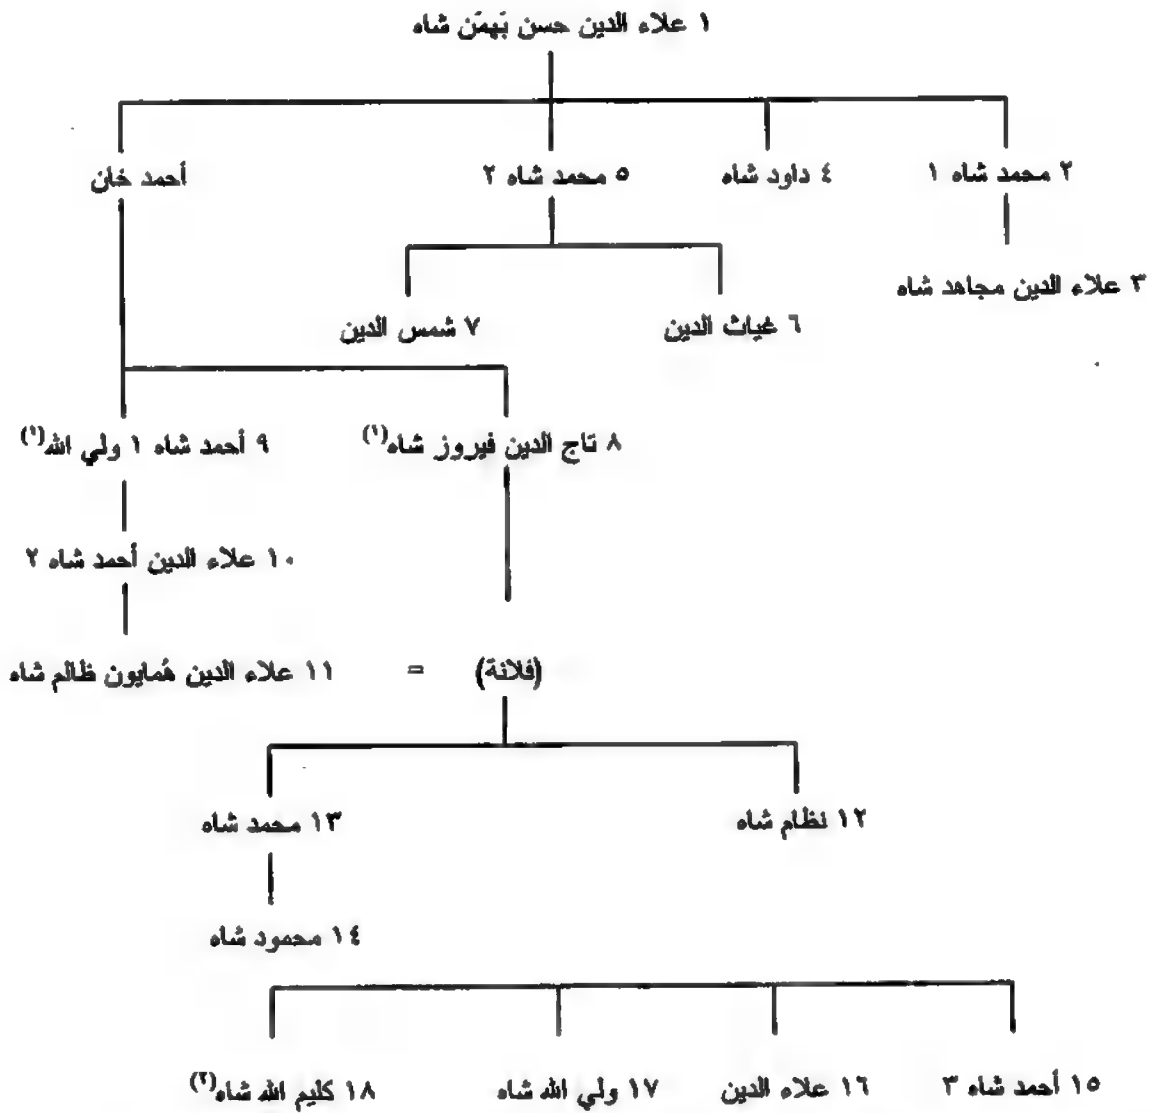 ١ علاء الدين حسن بَهمَن شاه
٢ محمد شاه ١ ٤ داود شاه ٥ محمد شاه ٢ أحمد خان
٣ علاء الدين مجاهد شاه
٦ غياث الدين ٧ شمس الدين
٨ تاج الدين فيروز شاه(١) ٩ أحمد شاه ١ ولي الله(١)
١٠ علاء الدين أحمد شاه ٢
(فلانة) = ١١ علاء الدين هُمايون ظالم شاه
١٢ نظام شاه ١٣ محمد شاه
١٤ محمود شاه
١٥ أحمد شاه ٣ ١٦ علاء الدين ١٧ ولي الله شاه ١٨ كليم الله شاه(٢)